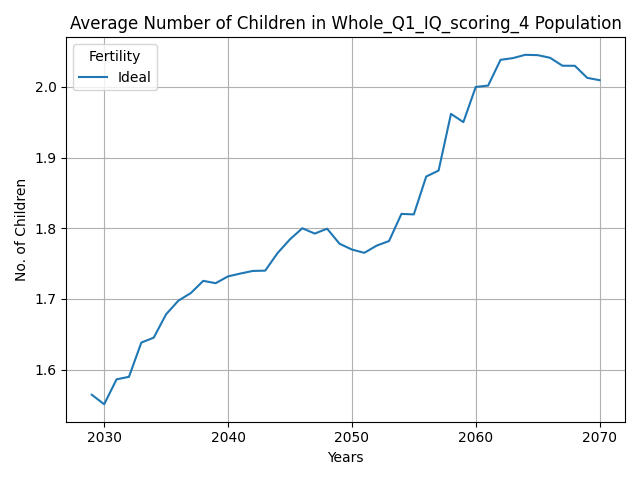 Average Number of Children in Whole_Q1_IQ_scoring_4 Population
Fertility
Ideal
No. of Children
2.0
1.9
1.8
1.7
1.6
2030 2040 2050 2060 2070
Years